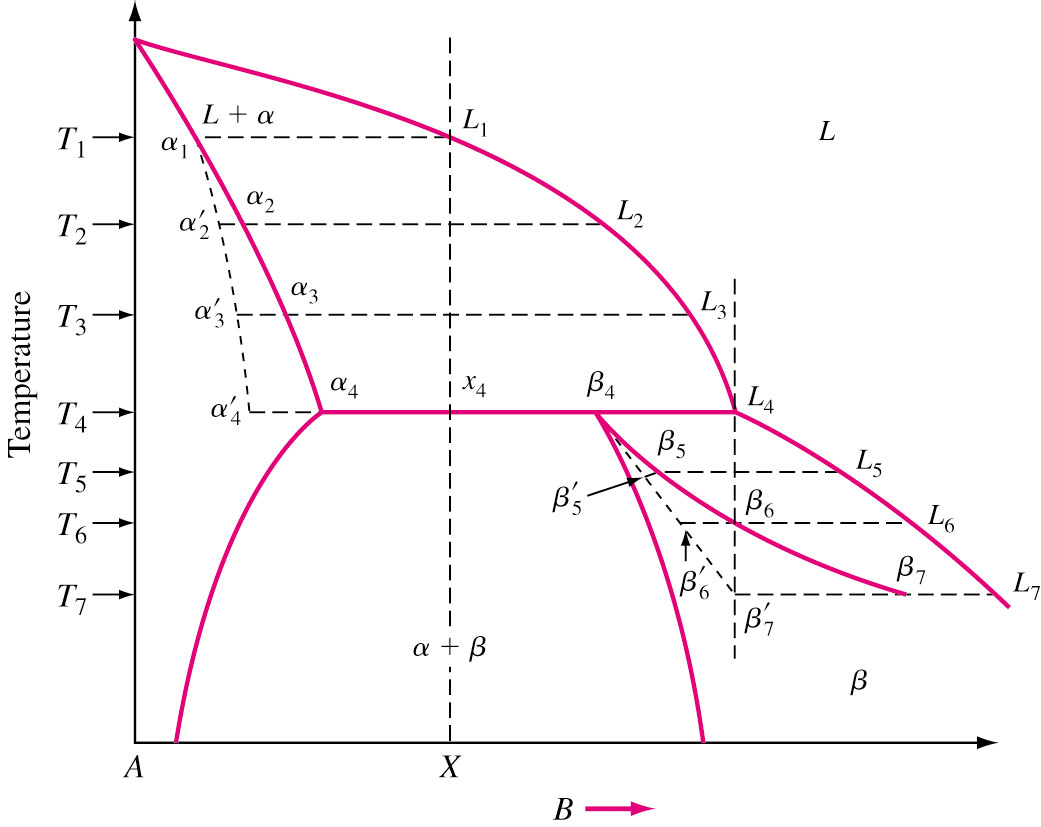 L + α
L₁
L
T₁
α₁
α₂
L₂
T₂
α′₂
α₃
L₃
T₃
α′₃
α₄
x₄
β₄
L₄
T₄
α′₄
Temperature
β₅
L₅
T₅
β′₅
β₆
L₆
T₆
β₇
β′₆
L₇
T₇
β′₇
α + β
β
A
X
B